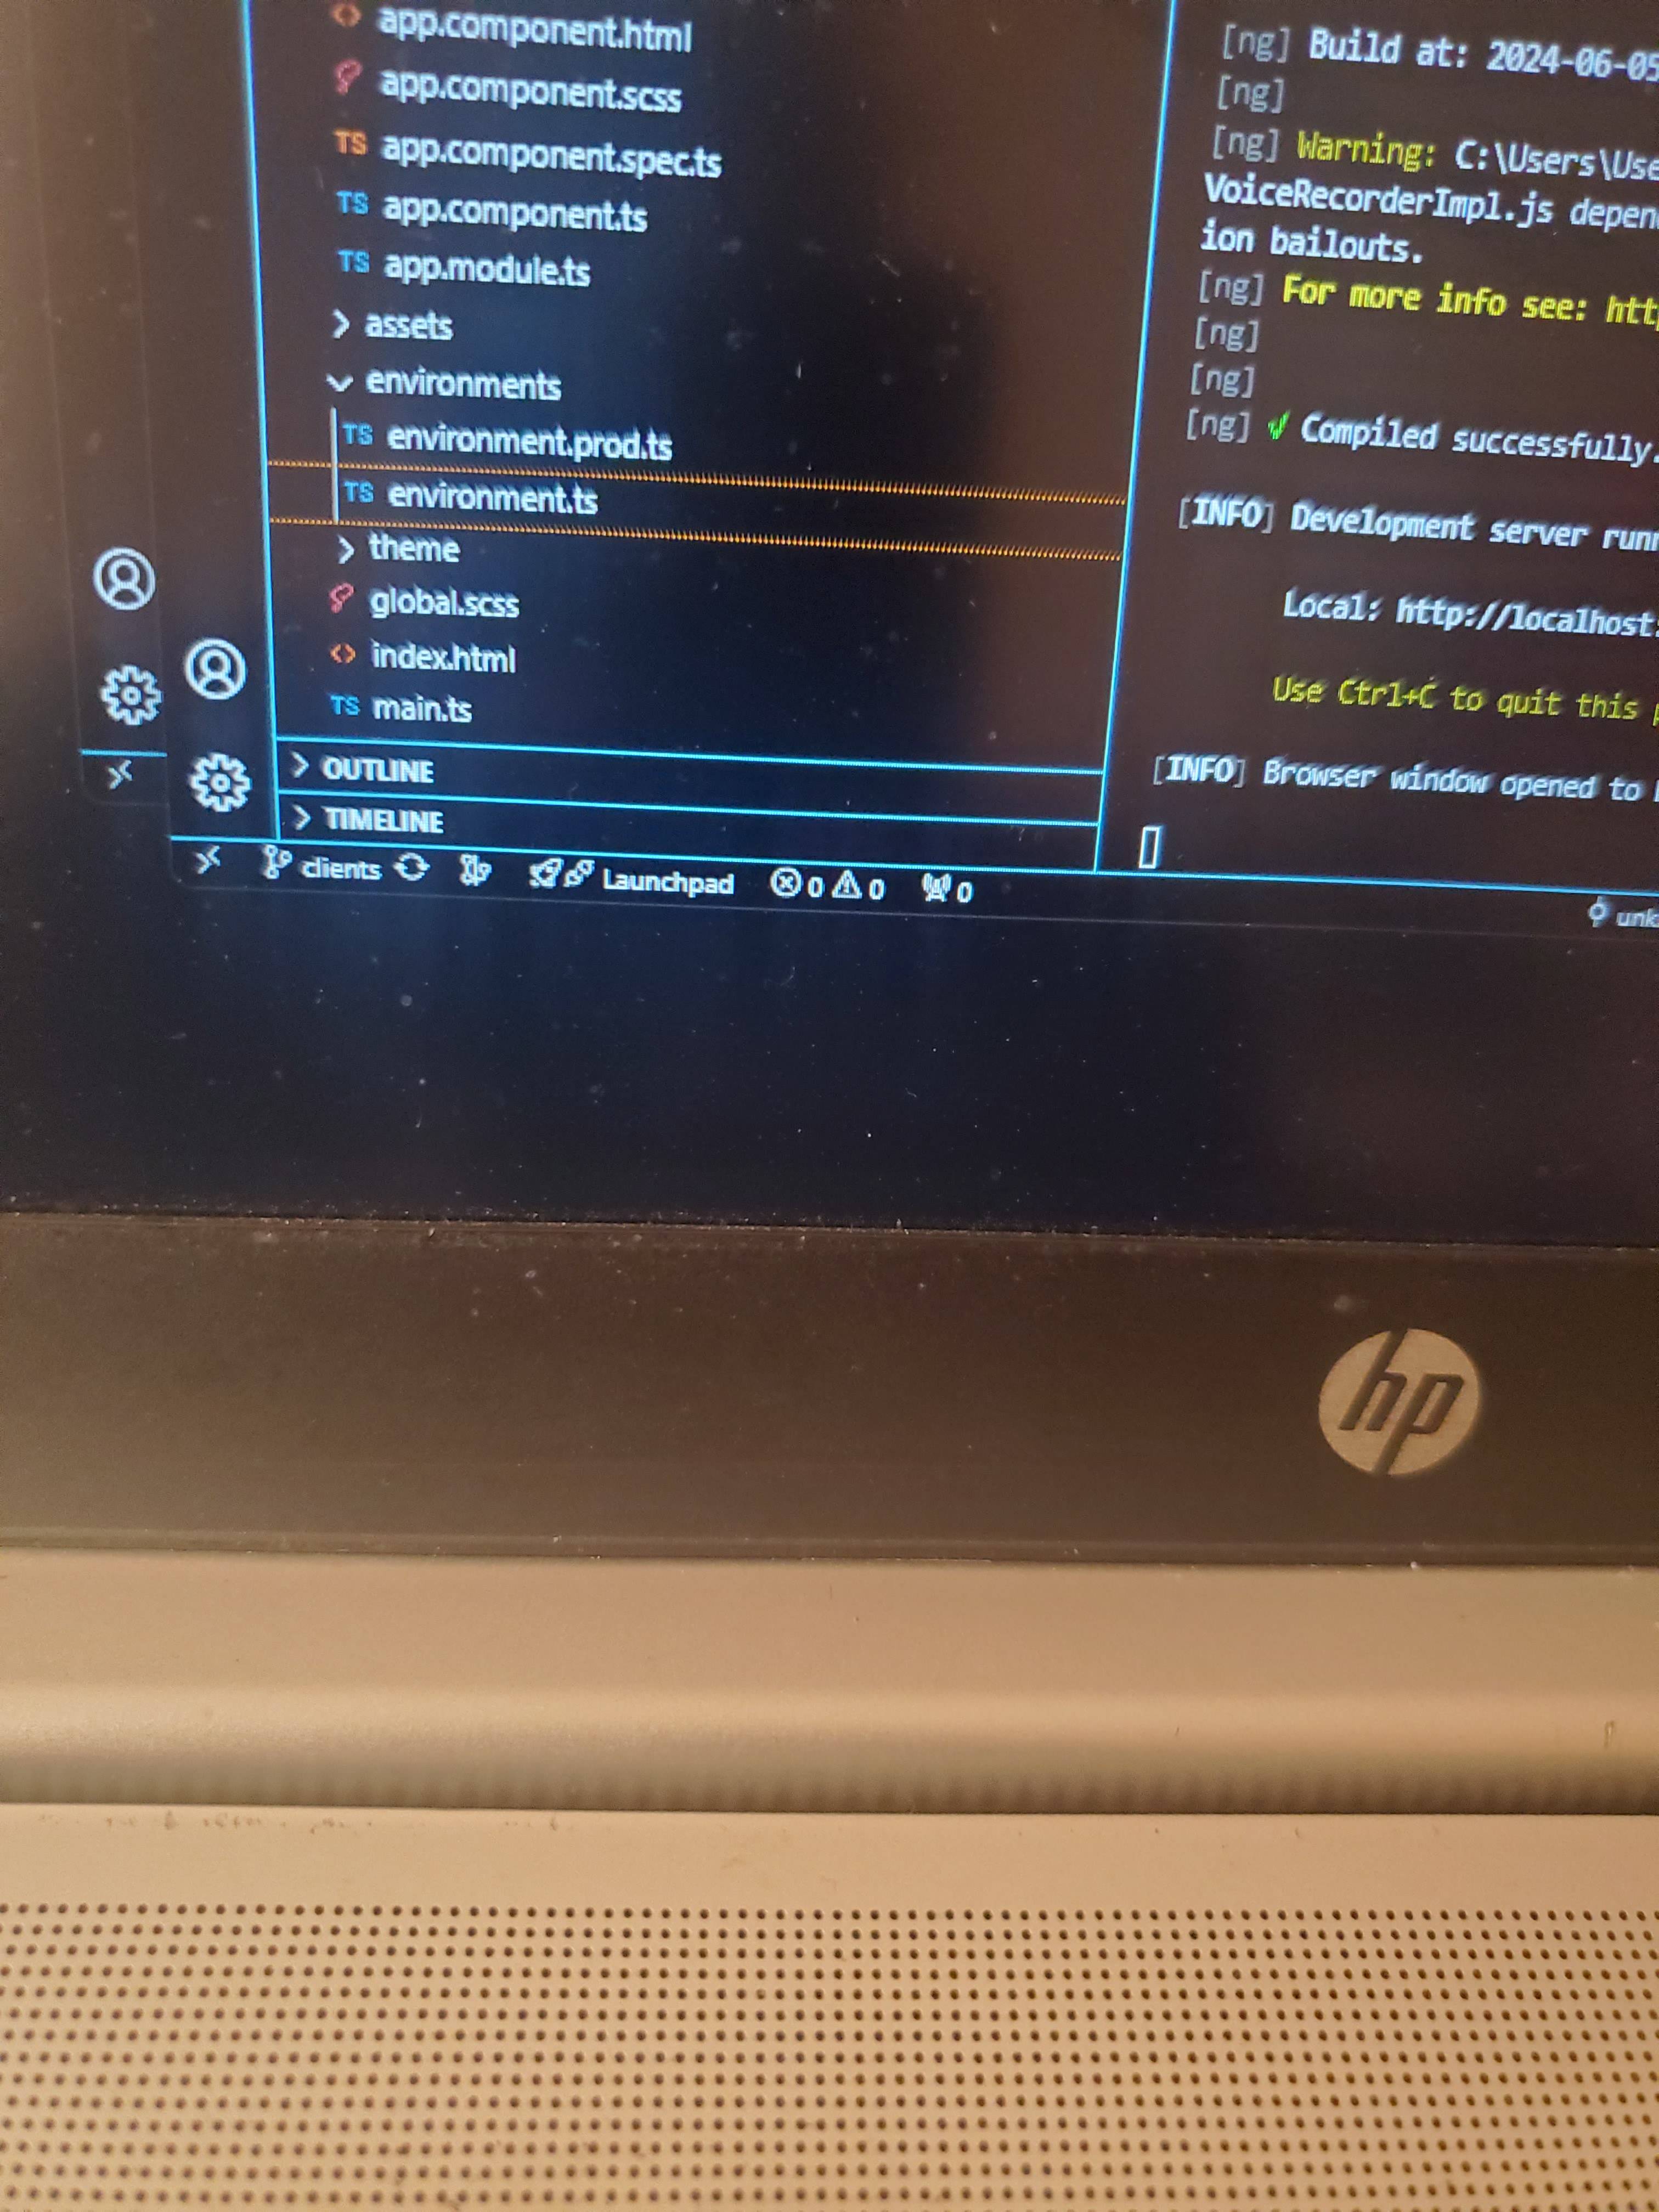 app.component.html
app.component.scss
TS app.component.spec.ts
TS app.component.ts
TS app.module.ts
assets
environments
TS environment.prod.ts
TS environment.ts
theme
global.scss
index.html
TS main.ts
OUTLINE
TIMELINE
clients
Launchpad
0
0
0
[ng] Build at: 2024-06-05
[ng]
[ng] Warning: C:\Users\Use
VoiceRecorderImpl.js depen
ion bailouts.
[ng] For more info see: htt
[ng]
[ng]
[ng] ✓ Compiled successfully.
[INFO] Development server runn
Local: http://localhost:
Use Ctrl+C to quit this
[INFO] Browser window opened to
unk
hp